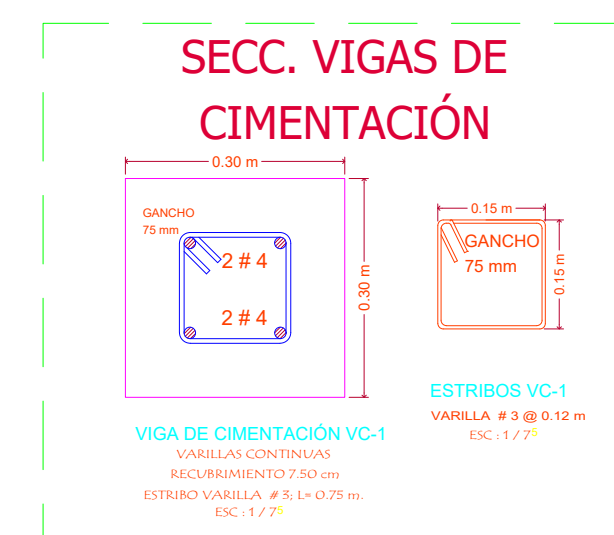 SECC. VIGAS DE
CIMENTACIÓN
0.30 m
GANCHO
75 mm
2 # 4
2 # 4
0.30 m
VIGA DE CIMENTACIÓN VC-1
VARILLAS CONTINUAS
RECUBRIMIENTO 7.50 cm
ESTRIBO VARILLA # 3; L= 0.75 m.
ESC : 1 / 75
0.15 m
GANCHO
75 mm
0.15 m
ESTRIBOS VC-1
VARILLA # 3 @ 0.12 m
ESC : 1 / 75